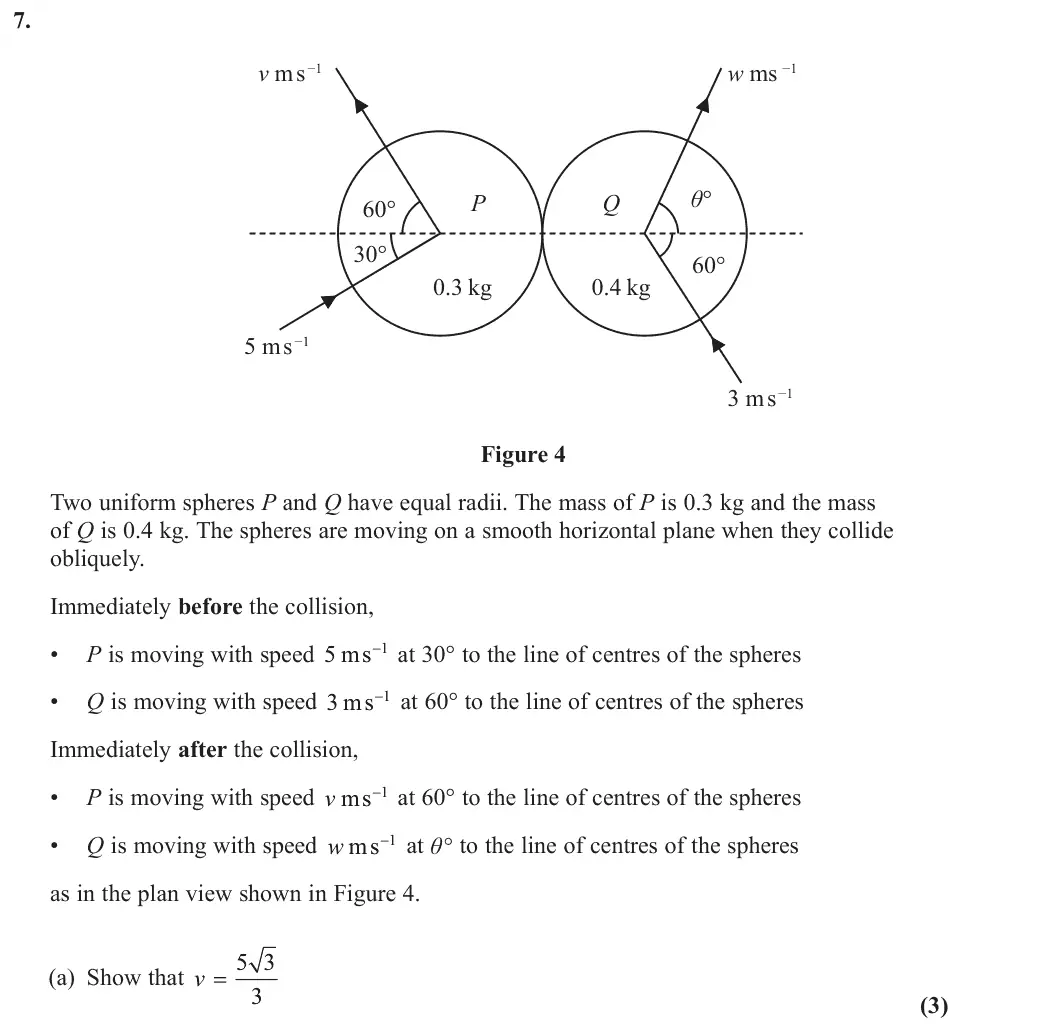 7.
v m s⁻¹
w ms⁻¹
60°
P
Q
θ°
30°
60°
0.3 kg
0.4 kg
5 m s⁻¹
3 m s⁻¹
Figure 4
Two uniform spheres P and Q have equal radii. The mass of P is 0.3 kg and the mass
of Q is 0.4 kg. The spheres are moving on a smooth horizontal plane when they collide
obliquely.
Immediately before the collision,
• P is moving with speed 5 m s⁻¹ at 30° to the line of centres of the spheres
• Q is moving with speed 3 m s⁻¹ at 60° to the line of centres of the spheres
Immediately after the collision,
• P is moving with speed v m s⁻¹ at 60° to the line of centres of the spheres
• Q is moving with speed w m s⁻¹ at θ° to the line of centres of the spheres
as in the plan view shown in Figure 4.
(a) Show that v = 5√3/3
(3)